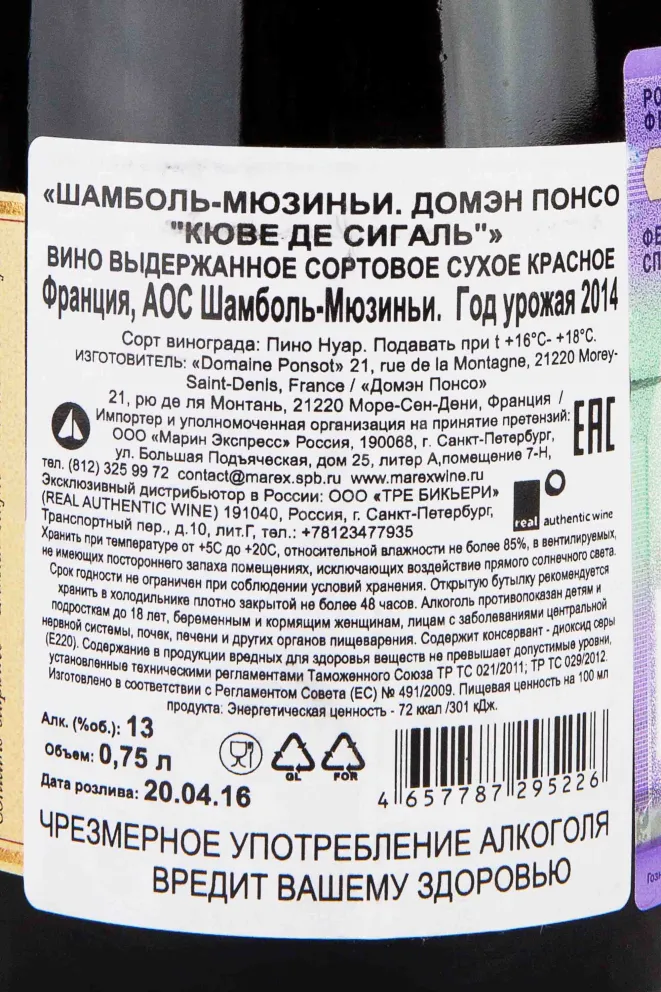 «ШАМБОЛЬ-МЮЗИНЬИ. ДОМЭН ПОНСО
"КЮВЕ ДЕ СИГАЛЬ"»
ВИНО ВЫДЕРЖАННОЕ СОРТОВОЕ СУХОЕ КРАСНОЕ
Франция, АОС Шамболь-Мюзиньи. Год урожая 2014
Сорт винограда: Пино Нуар. Подавать при t +16°C- +18°C.
ИЗГОТОВИТЕЛЬ: «Domaine Ponsot» 21, rue de la Montagne, 21220 Morey-
Saint-Denis, France / «Домэн Понсо»
21, рю де ля Монтань, 21220 Море-Сен-Дени, Франция /
Импортер и уполномоченная организация на принятие претензий:
ООО «Марин Экспресс» Россия, 190068, г. Санкт-Петербург,
ул. Большая Подъяческая, дом 25, литер А,помещение 7-Н,
тел. (812) 325 99 72 contact@marex.spb.ru www.marexwine.ru
EAC
Эксклюзивный дистрибьютор в России: ООО «ТРЕ БИКЬЕРИ»
(REAL AUTHENTIC WINE) 191040, Россия, г. Санкт-Петербург,
Транспортный пер., д.10, лит.Г, тел.: +78123477935
real authentic wine
Хранить при температуре от +5С до +20С, относительной влажности не более 85%, в вентилируемых,
не имеющих постороннего запаха помещениях, исключающих воздействие прямого солнечного света.
Срок годности не ограничен при соблюдении условий хранения. Открытую бутылку рекомендуется
хранить в холодильнике плотно закрытой не более 48 часов. Алкоголь противопоказан детям и
подросткам до 18 лет, беременным и кормящим женщинам, лицам с заболеваниями центральной
нервной системы, почек, печени и других органов пищеварения. Содержит консервант - диоксид серы
(Е220). Содержание в продукции вредных для здоровья веществ не превышает допустимые уровни,
установленные техническими регламентами Таможенного Союза ТР ТС 021/2011; ТР ТС 029/2012.
Изготовлено в соответствии с Регламентом Совета (ЕС) № 491/2009. Пищевая ценность на 100 мл
продукта: Энергетическая ценность - 72 ккал /301 кДж.
Алк. (%об.): 13
Объем: 0,75 л
Дата розлива: 20.04.16
GL
FOR
4 657787 295226
ЧРЕЗМЕРНОЕ УПОТРЕБЛЕНИЕ АЛКОГОЛЯ
ВРЕДИТ ВАШЕМУ ЗДОРОВЬЮ